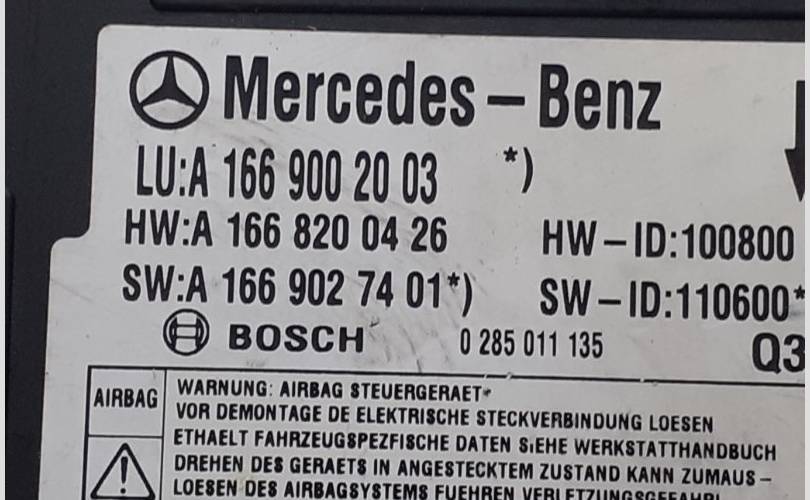 Mercedes – Benz
LU:A 166 900 20 03 *)
HW:A 166 820 04 26 HW – ID:100800
SW:A 166 902 74 01*) SW – ID:110600*
BOSCH 0 285 011 135 Q3
AIRBAG
WARNUNG: AIRBAG STEUERGERAET
VOR DEMONTAGE DE ELEKTRISCHE STECKVERBINDUNG LOESEN
ETHAELT FAHRZEUGSPEZFISCHE DATEN SIEHE WERKSTATTHANDBUCH
DREHEN DES GERAETS IN ANGESTECKTEM ZUSTAND KANN ZUMAUS–
LOESEN DES AIRBAGSYSTEMS FUEHREN VERLETZUNGSGEFAHR